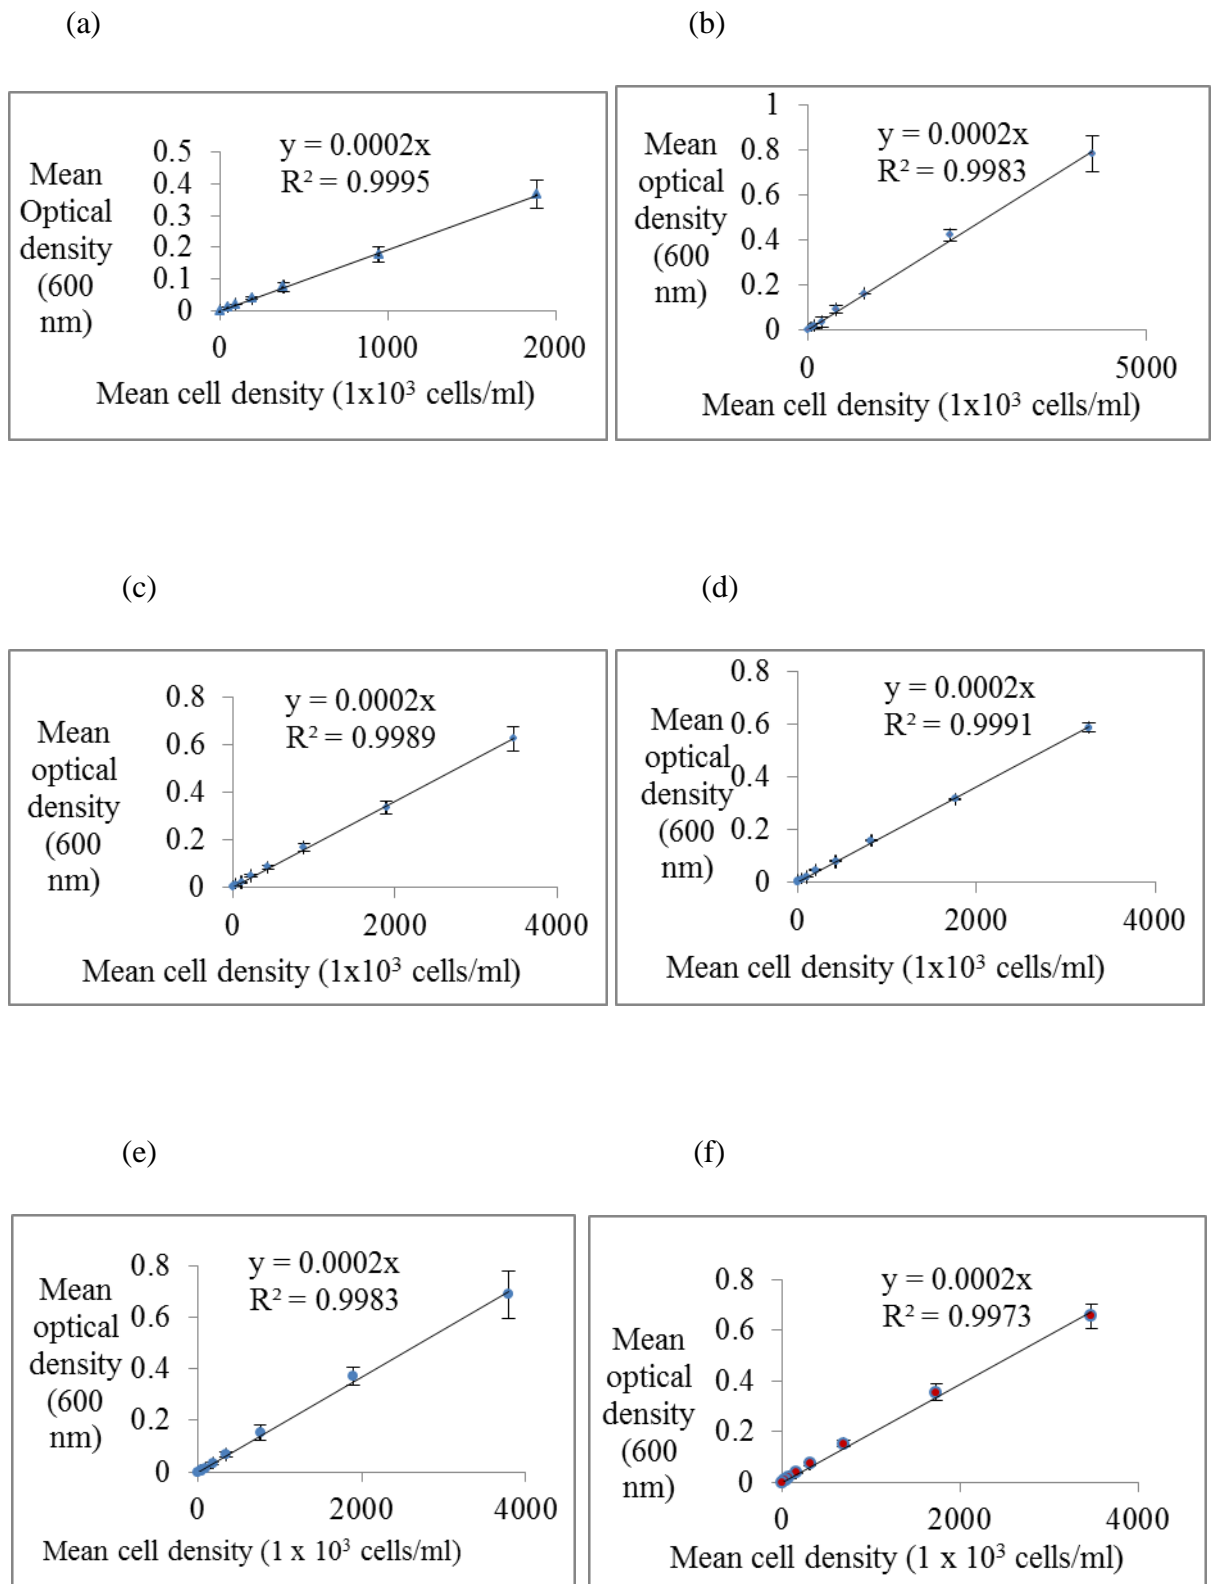 (a)
(b)
y = 0.0002x
R² = 0.9995
Mean
Optical
density
(600
nm)
0.5
0.4
0.3
0.2
0.1
0
0 1000 2000
Mean cell density (1x10³ cells/ml)
y = 0.0002x
R² = 0.9983
Mean
optical
density
(600
nm)
1
0.8
0.6
0.4
0.2
0
0 5000
Mean cell density (1x10³ cells/ml)
(c)
(d)
y = 0.0002x
R² = 0.9989
Mean
optical
density
(600
nm)
0.8
0.6
0.4
0.2
0
0 2000 4000
Mean cell density (1x10³ cells/ml)
y = 0.0002x
R² = 0.9991
Mean
optical
density
(600
nm)
0.8
0.6
0.4
0.2
0
0 2000 4000
Mean cell density (1x10³ cells/ml)
(e)
(f)
y = 0.0002x
R² = 0.9983
Mean
optical
density
(600
nm)
0.8
0.6
0.4
0.2
0
0 2000 4000
Mean cell density (1 x 10³ cells/ml)
y = 0.0002x
R² = 0.9973
Mean
optical
density
(600
nm)
0.8
0.6
0.4
0.2
0
0 2000 4000
Mean cell density (1 x 10³ cells/ml)